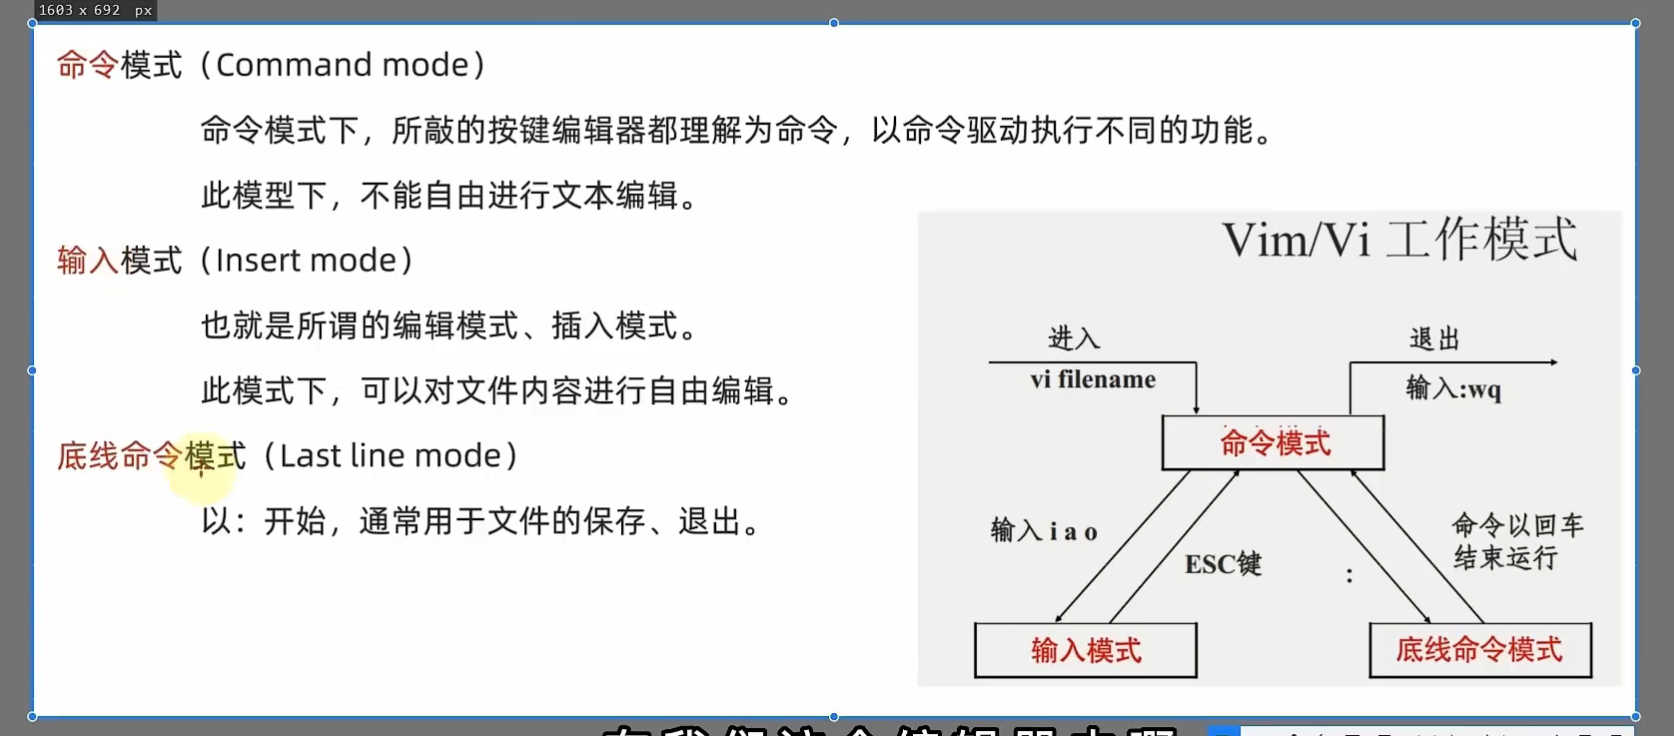 1603 x 692 px
命令模式（Command mode）
命令模式下，所敲的按键编辑器都理解为命令，以命令驱动执行不同的功能。
此模型下，不能自由进行文本编辑。
输入模式（Insert mode）
也就是所谓的编辑模式、插入模式。
此模式下，可以对文件内容进行自由编辑。
底线命令模式（Last line mode）
以：开始，通常用于文件的保存、退出。
Vim/Vi 工作模式
进入
vi filename
退出
输入:wq
命令模式
输入 i a o
ESC键
:
命令以回车
结束运行
输入模式
底线命令模式